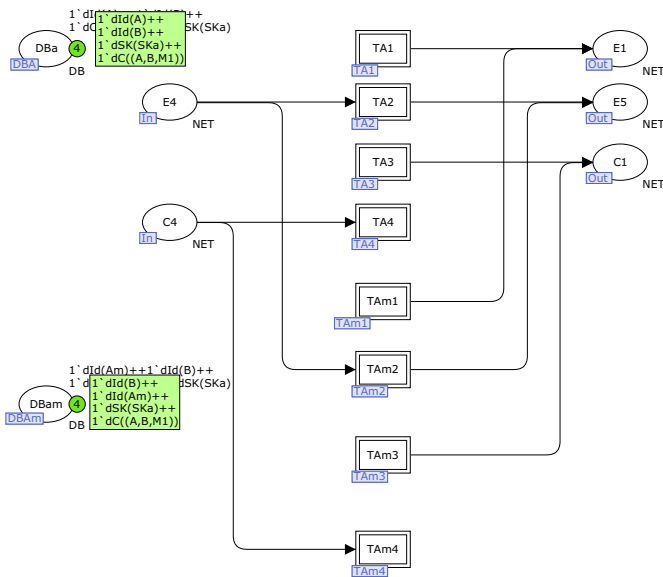 1`dId(A)++
1`dId(B)++
1`dSK(SKa)++
1`dC((A,B,M1))
SK(SKa)
DBa
4
DBA
DB
TA1
TA1
E1
Out
NET
E4
In
NET
TA2
TA2
E5
Out
NET
TA3
TA3
C1
Out
NET
C4
In
NET
TA4
TA4
TAm1
TAm1
1`dId(Am)++1`dId(B)++
1`dId(B)++
1`dId(Am)++
1`dSK(SKa)++
1`dC((A,B,M1))
dSK(SKa)
DBam
4
DBAm
DB
TAm2
TAm2
TAm3
TAm3
TAm4
TAm4